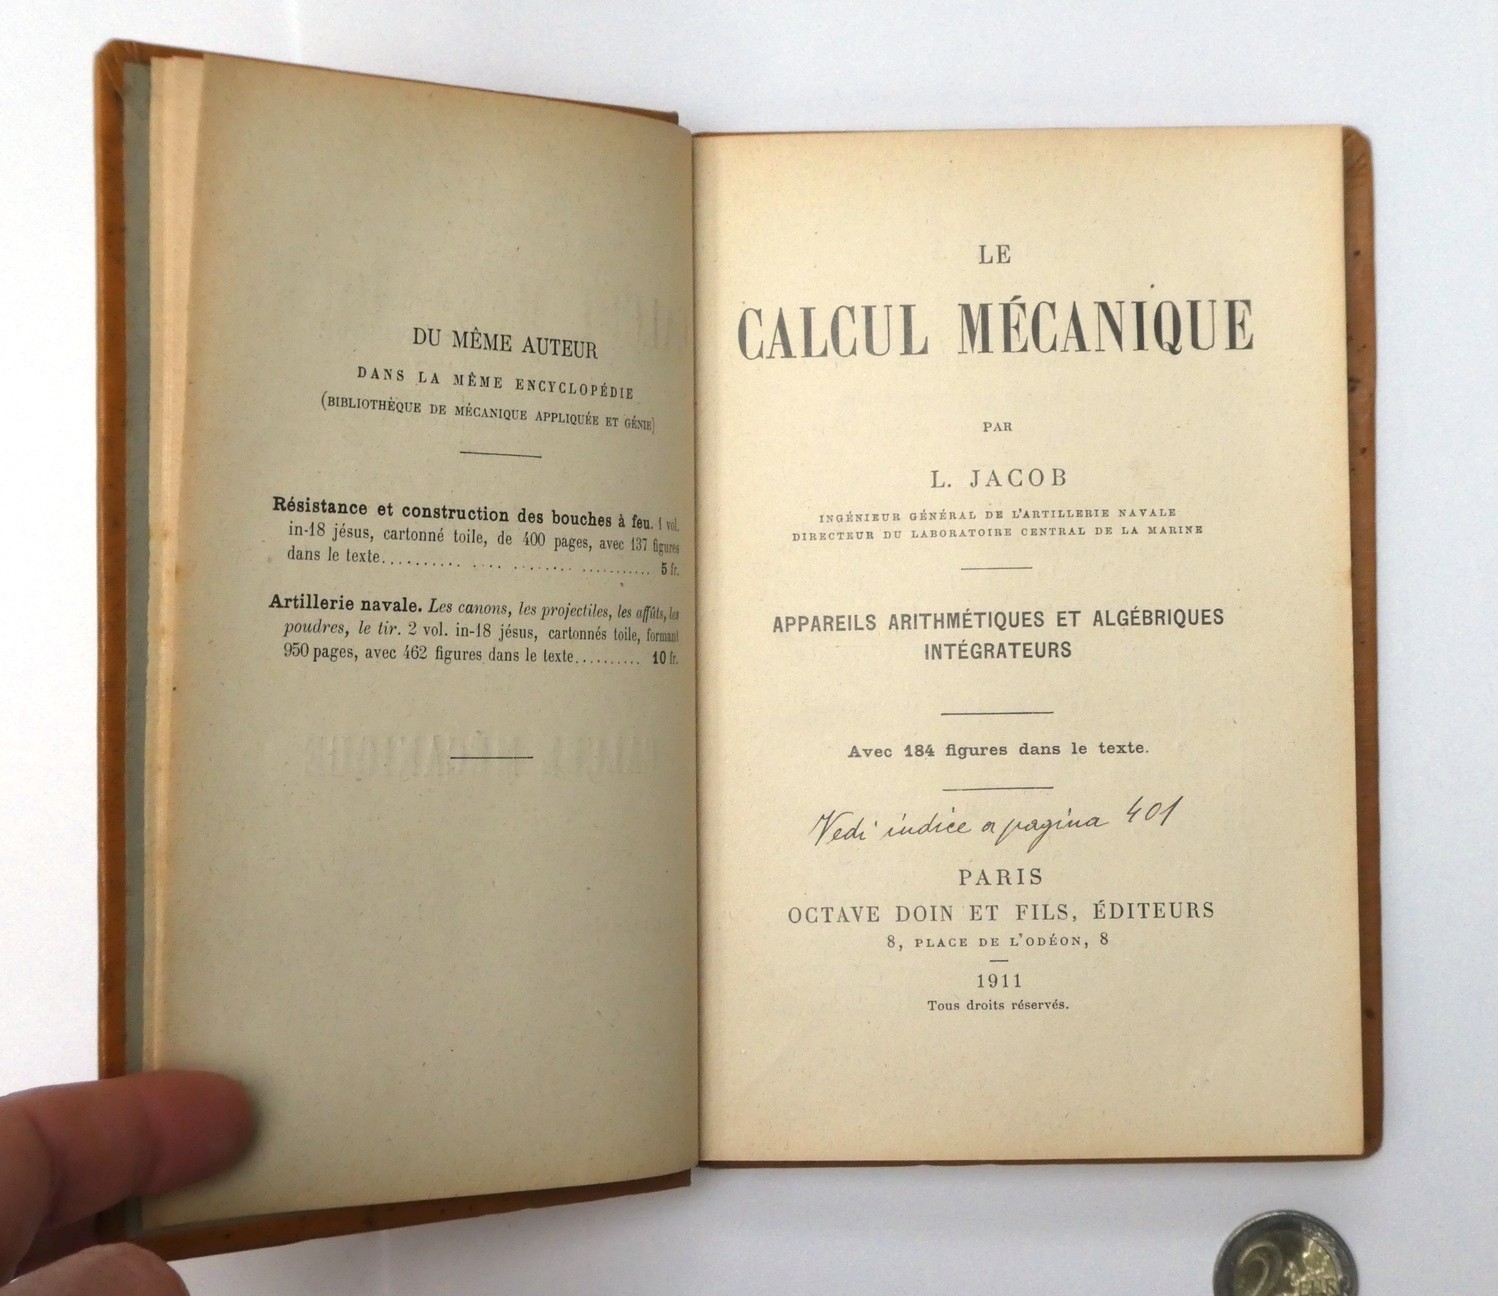 DU MÊME AUTEUR
DANS LA MÊME ENCYCLOPÉDIE
(BIBLIOTHÈQUE DE MÉCANIQUE APPLIQUÉE ET GÉNIE)
Résistance et construction des bouches à feu. 1 vol.
in-18 jésus, cartonné toile, de 400 pages, avec 137 figures
dans le texte.......... .... ........ ........... 5 fr.
Artillerie navale. Les canons, les projectiles, les affûts, les
poudres, le tir. 2 vol. in-18 jésus, cartonnés toile, formant
950 pages, avec 462 figures dans le texte.......... 10 fr.
LE
CALCUL MÉCANIQUE
PAR
L. JACOB
INGÉNIEUR GÉNÉRAL DE L'ARTILLERIE NAVALE
DIRECTEUR DU LABORATOIRE CENTRAL DE LA MARINE
APPAREILS ARITHMÉTIQUES ET ALGÉBRIQUES
INTÉGRATEURS
Avec 184 figures dans le texte.
Vedi indice a pagina 401
PARIS
OCTAVE DOIN ET FILS, ÉDITEURS
8, PLACE DE L'ODÉON, 8
1911
Tous droits réservés.
2